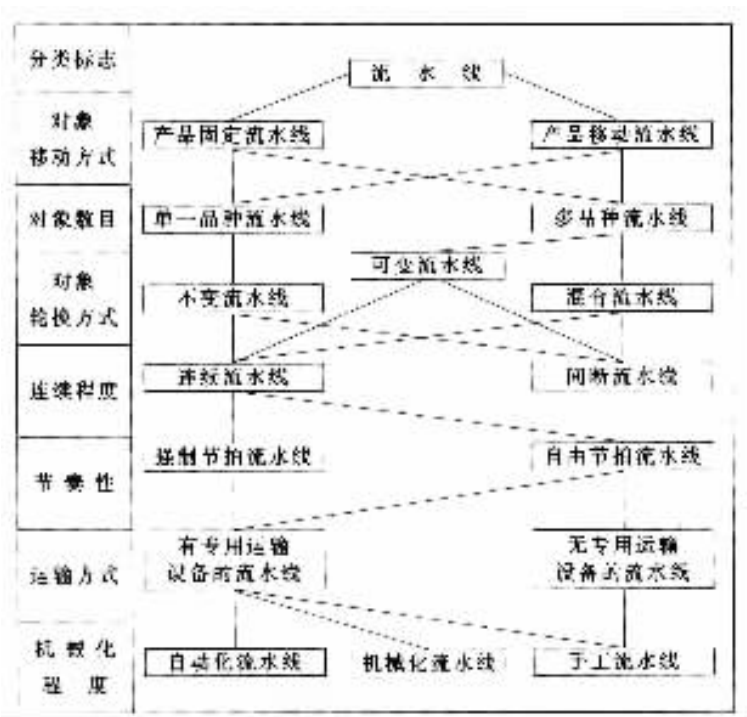 分类标志
流 水 线
对象
移动方式
产品固定流水线
产品移动流水线
对象数目
单一品种流水线
多品种流水线
对象
轮换方式
可变流水线
不变流水线
混合流水线
连续程度
连续流水线
间断流水线
节奏性
强制节拍流水线
自由节拍流水线
运输方式
有专用运输
设备的流水线
无专用运输
设备的流水线
机械化
程 度
自动化流水线
机械化流水线
手工流水线